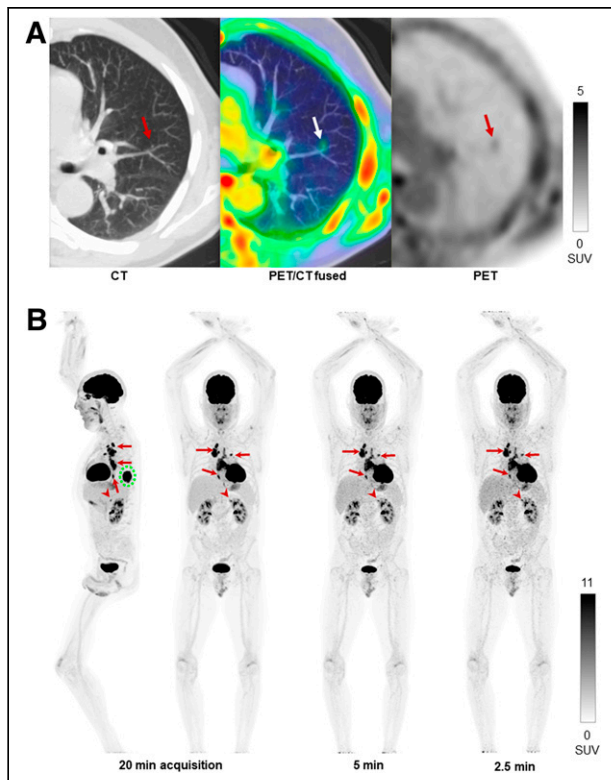 A
5
0
SUV
CT
PET/CT fused
PET
B
11
0
SUV
20 min acquisition
5 min
2.5 min